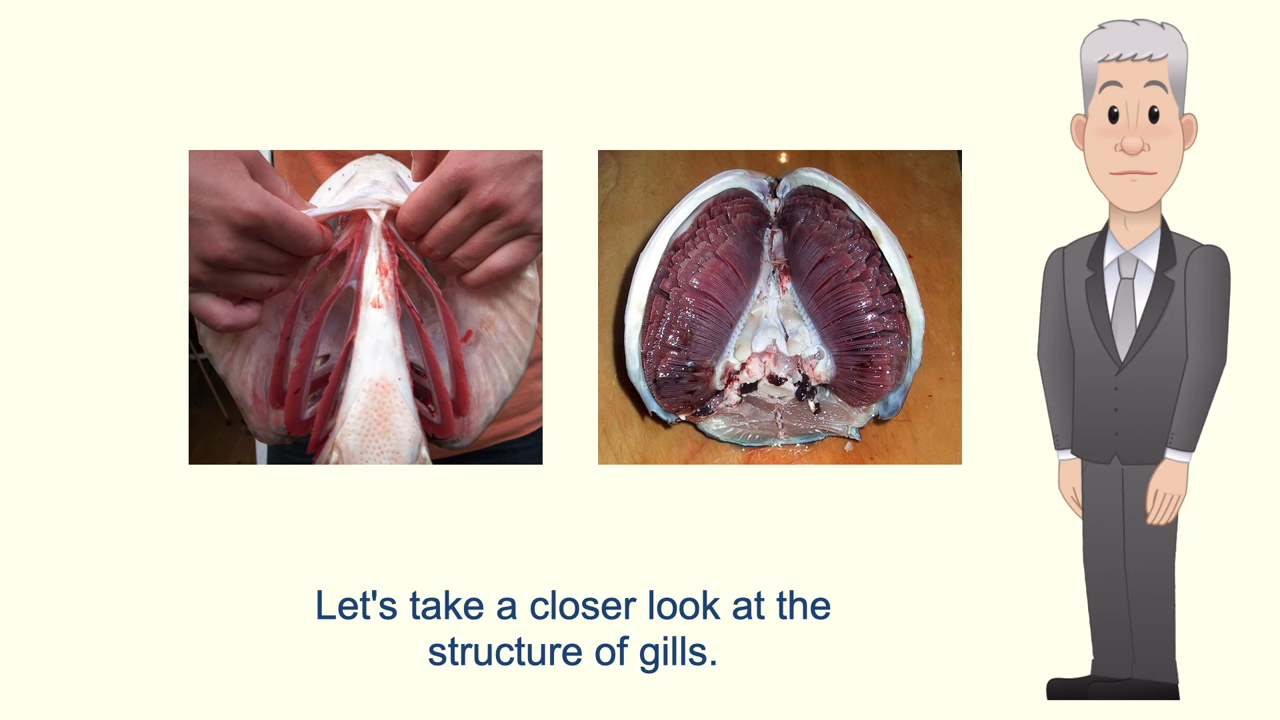 Let's take a closer look at the
structure of gills.